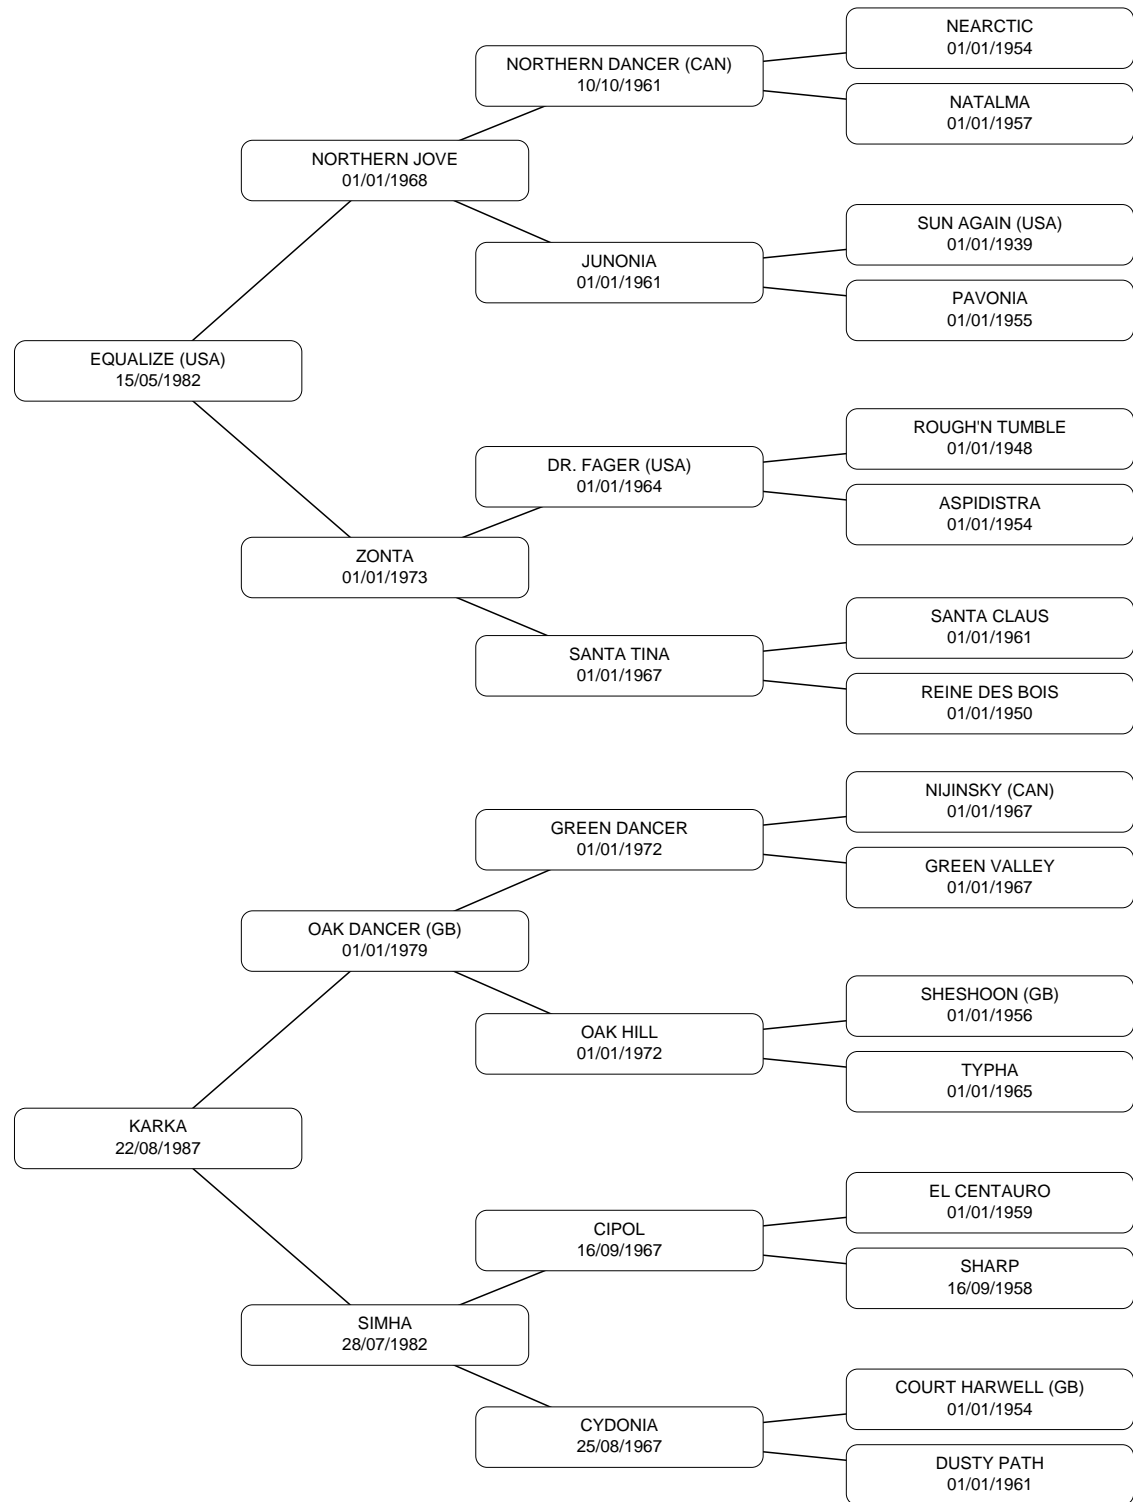 NEARCTIC
01/01/1954
NORTHERN DANCER (CAN)
10/10/1961
NATALMA
01/01/1957
NORTHERN JOVE
01/01/1968
SUN AGAIN (USA)
01/01/1939
JUNONIA
01/01/1961
PAVONIA
01/01/1955
EQUALIZE (USA)
15/05/1982
ROUGH'N TUMBLE
01/01/1948
DR. FAGER (USA)
01/01/1964
ASPIDISTRA
01/01/1954
ZONTA
01/01/1973
SANTA CLAUS
01/01/1961
SANTA TINA
01/01/1967
REINE DES BOIS
01/01/1950
NIJINSKY (CAN)
01/01/1967
GREEN DANCER
01/01/1972
GREEN VALLEY
01/01/1967
OAK DANCER (GB)
01/01/1979
SHESHOON (GB)
01/01/1956
OAK HILL
01/01/1972
TYPHA
01/01/1965
KARKA
22/08/1987
EL CENTAURO
01/01/1959
CIPOL
16/09/1967
SHARP
16/09/1958
SIMHA
28/07/1982
COURT HARWELL (GB)
01/01/1954
CYDONIA
25/08/1967
DUSTY PATH
01/01/1961